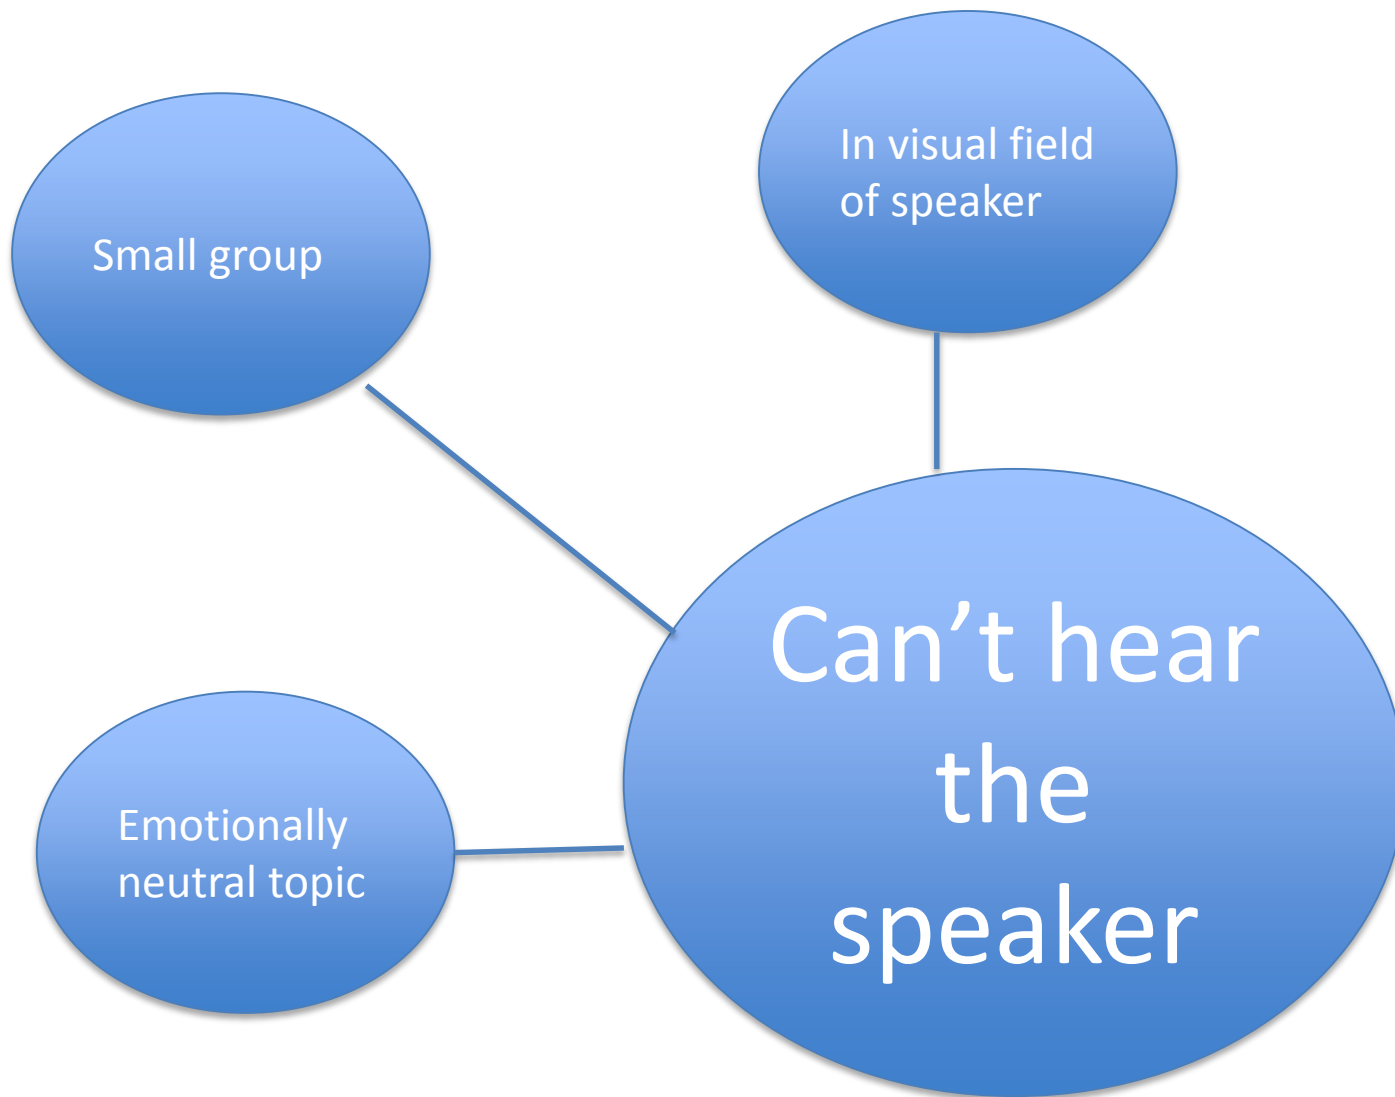 In visual field
of speaker
Small group
Can’t hear
the
speaker
Emotionally
neutral topic